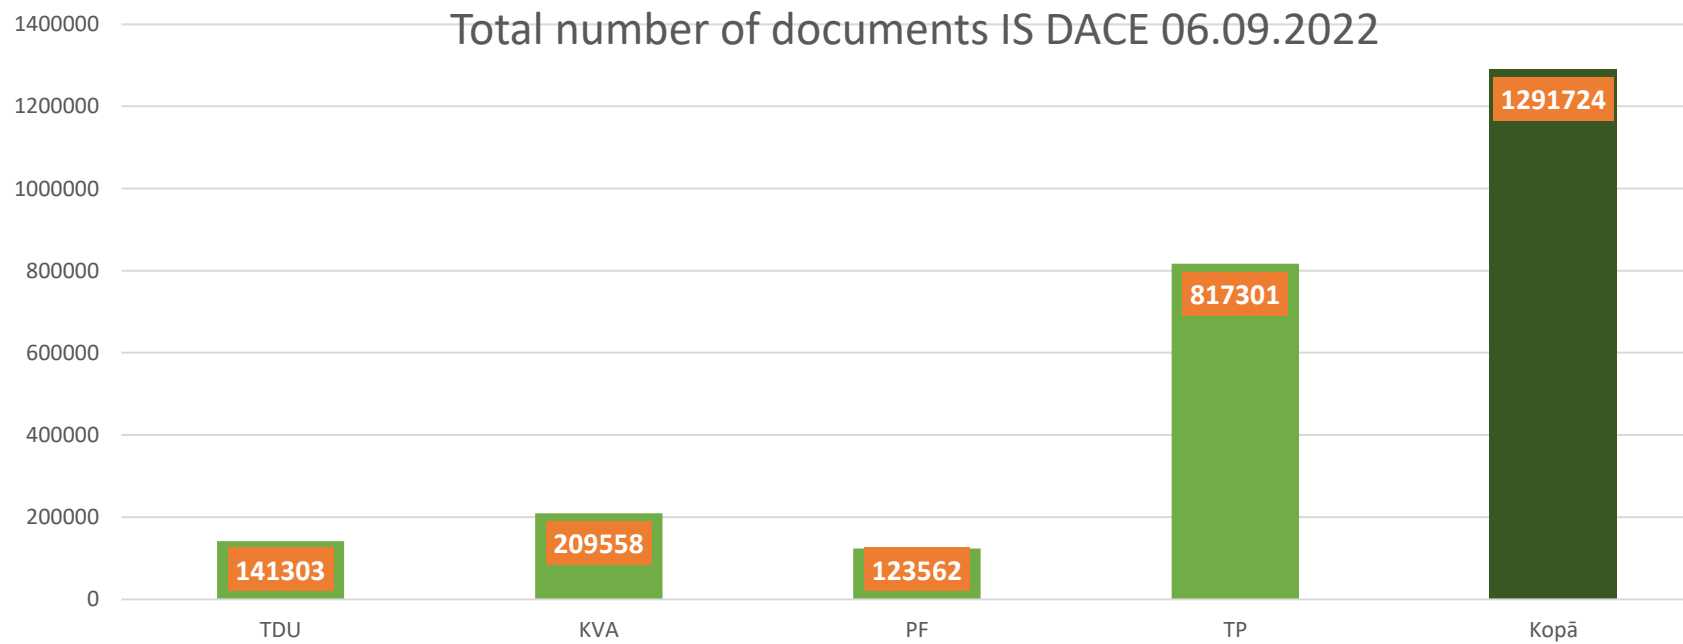 Total number of documents IS DACE 06.09.2022
1400000
1200000
1000000
800000
600000
400000
200000
0
141303
209558
123562
817301
1291724
TDU
KVA
PF
TP
Kopā